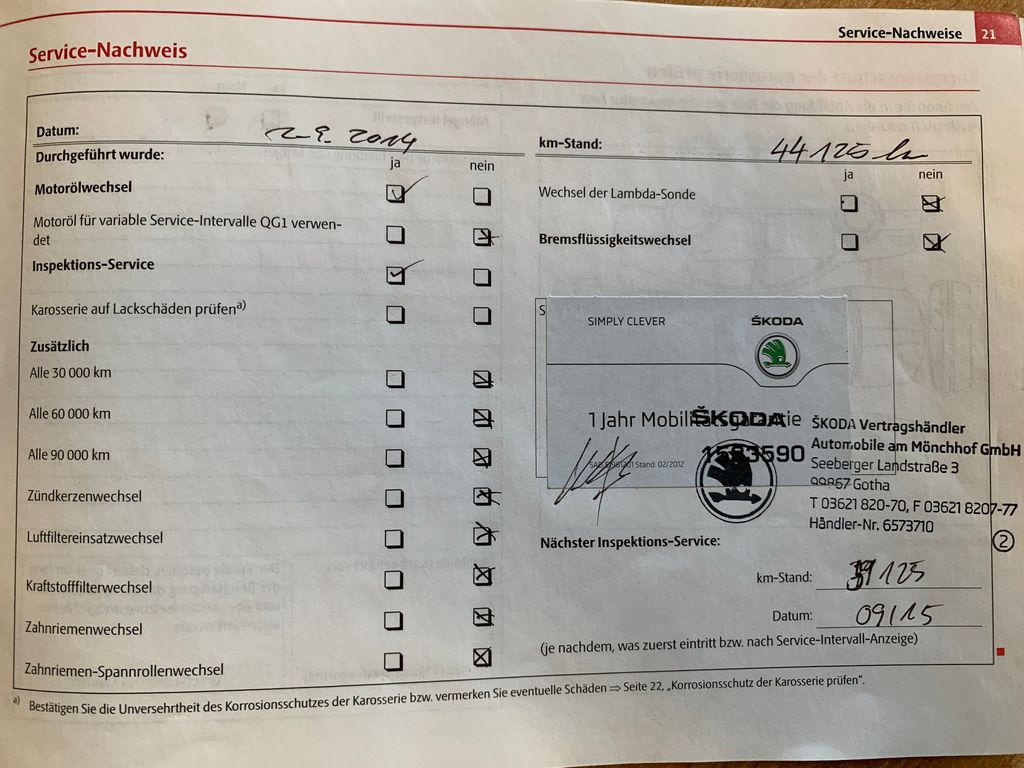 Service-Nachweise 21
Service-Nachweis
Datum: 2.9.2014
km-Stand: 44125 km
Durchgeführt wurde:
ja nein
ja nein
Motorölwechsel
Motoröl für variable Service-Intervalle QG1 verwen-
det
Inspektions-Service
Karosserie auf Lackschäden prüfen a)
Zusätzlich
Alle 30 000 km
Alle 60 000 km
Alle 90 000 km
Zündkerzenwechsel
Luftfiltereinsatzwechsel
Kraftstofffilterwechsel
Zahnriemenwechsel
Zahnriemen-Spannrollenwechsel
Wechsel der Lambda-Sonde
Bremsflüssigkeitswechsel
S
SIMPLY CLEVER ŠKODA
1 Jahr Mobilitätsgarantie
ŠKODA
1583590
Stand: 02/2012
ŠKODA Vertragshändler
Automobile am Mönchhof GmbH
Seeberger Landstraße 3
99867 Gotha
T 03621 820-70, F 03621 8207-77
Händler-Nr. 6573710
2
Nächster Inspektions-Service:
km-Stand: 125
Datum: 09/15
(je nachdem, was zuerst eintritt bzw. nach Service-Intervall-Anzeige)
a) Bestätigen Sie die Unversehrtheit des Korrosionsschutzes der Karosserie bzw. vermerken Sie eventuelle Schäden ⇒ Seite 22, „Korrosionsschutz der Karosserie prüfen“.